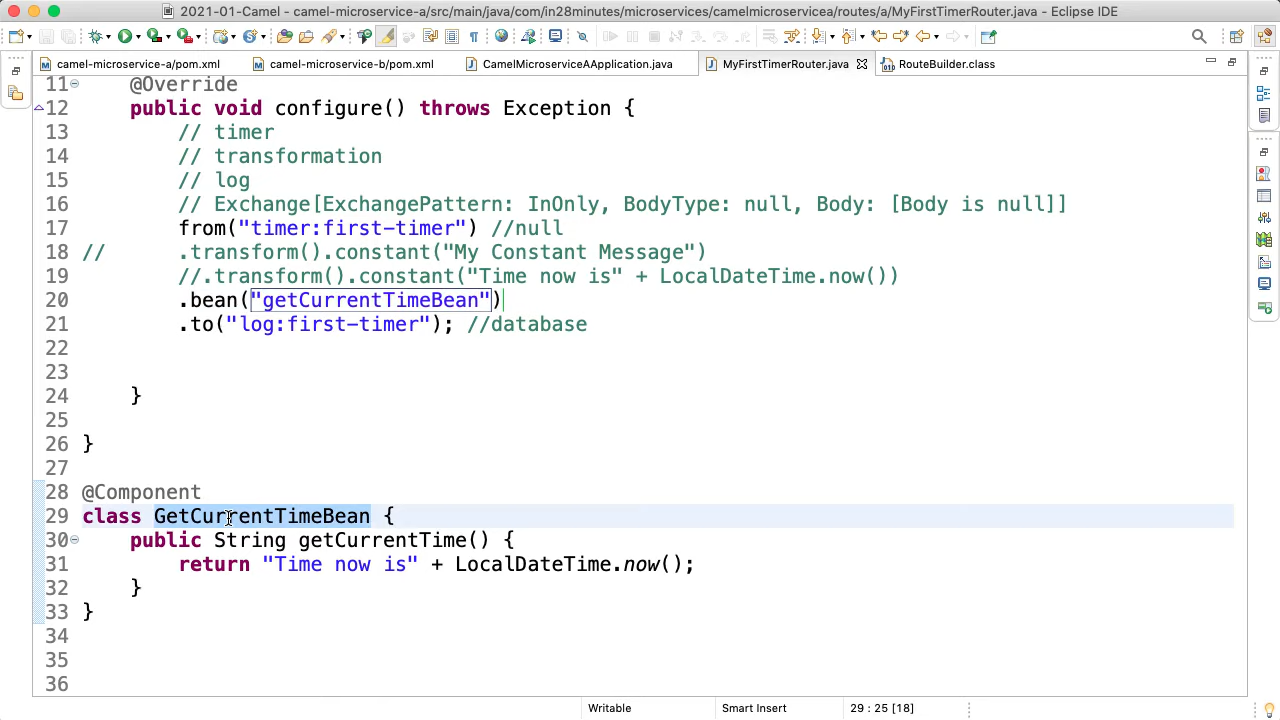 2021-01-Camel - camel-microservice-a/src/main/java/com/in28minutes/microservices/camelmicroservicea/routes/a/MyFirstTimerRouter.java - Eclipse IDE
camel-microservice-a/pom.xml camel-microservice-b/pom.xml CamelMicroserviceAApplication.java MyFirstTimerRouter.java RouteBuilder.class
11 @Override
12 public void configure() throws Exception {
13 // timer
14 // transformation
15 // log
16 // Exchange[ExchangePattern: InOnly, BodyType: null, Body: [Body is null]]
17 from("timer:first-timer") //null
18 // .transform().constant("My Constant Message")
19 //.transform().constant("Time now is" + LocalDateTime.now())
20 .bean("getCurrentTimeBean")
21 .to("log:first-timer"); //database
22
23
24 }
25
26 }
27
28 @Component
29 class GetCurrentTimeBean {
30 public String getCurrentTime() {
31 return "Time now is" + LocalDateTime.now();
32 }
33 }
34
35
36
Writable Smart Insert 29 : 25 [18]